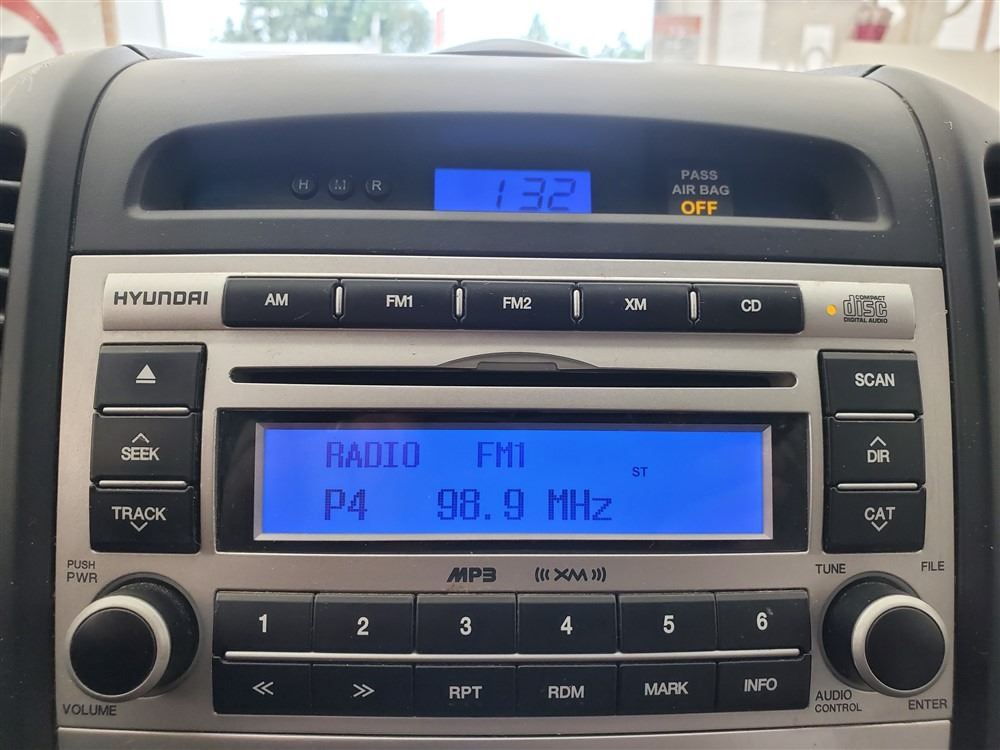 H M R
132
PASS
AIR BAG
OFF
HYUNDAI
AM
FM1
FM2
XM
CD
COMPACT
disc
DIGITAL AUDIO
SCAN
SEEK
DIR
TRACK
CAT
RADIO FM1
ST
P4 98.9 MHz
PUSH
PWR
MP3
((( XM )))
TUNE
FILE
1
2
3
4
5
6
<<
>>
RPT
RDM
MARK
INFO
VOLUME
AUDIO
CONTROL
ENTER